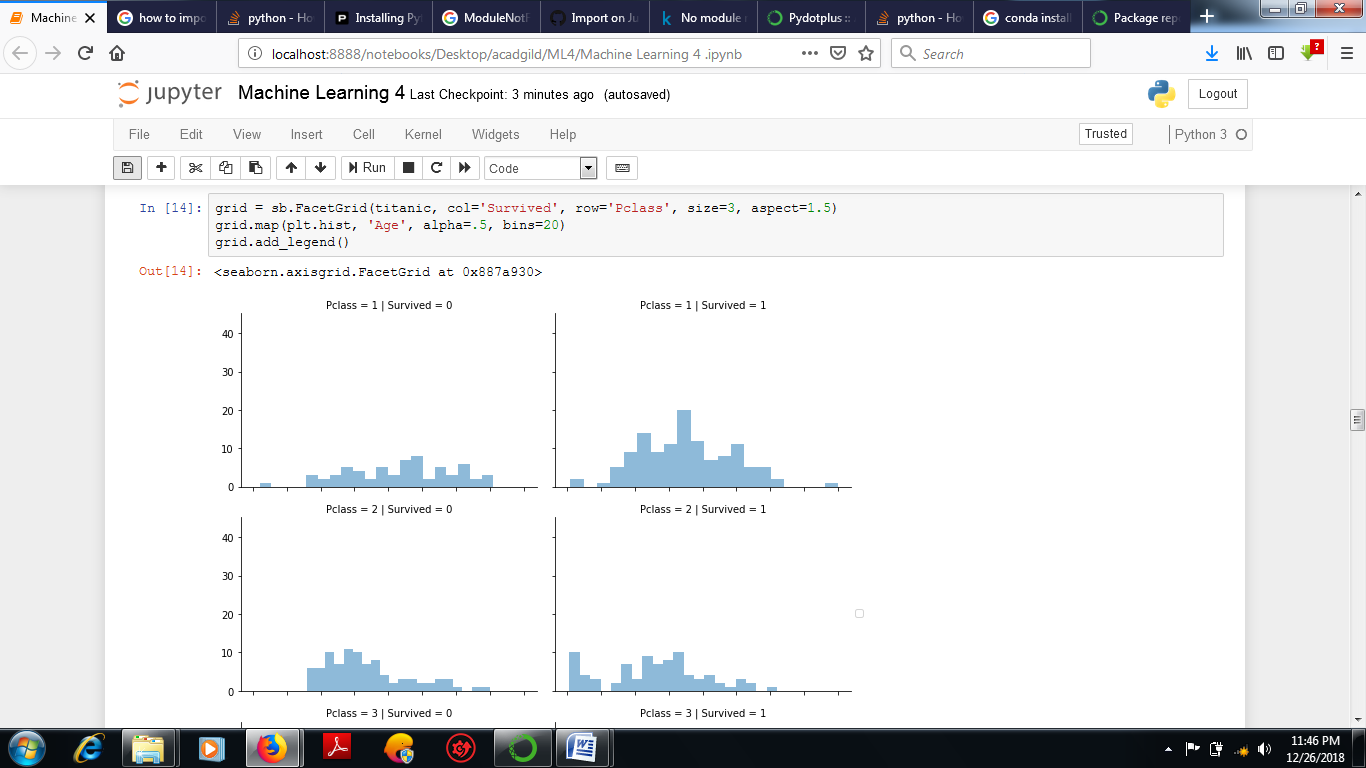 Machine
how to impo
python - Ho
Installing Py
ModuleNotF
Import on Ju
No module
Pydotplus ::
python - Ho
conda install
Package rep
localhost:8888/notebooks/Desktop/acadgild/ML4/Machine Learning 4 .ipynb
Search
?
jupyter Machine Learning 4 Last Checkpoint: 3 minutes ago (autosaved)
Logout
File Edit View Insert Cell Kernel Widgets Help
Trusted
Python 3
Run
Code
In [14]: grid = sb.FacetGrid(titanic, col='Survived', row='Pclass', size=3, aspect=1.5)
grid.map(plt.hist, 'Age', alpha=.5, bins=20)
grid.add_legend()
Out[14]: <seaborn.axisgrid.FacetGrid at 0x887a930>
Pclass = 1 | Survived = 0
Pclass = 1 | Survived = 1
40
30
20
10
0
Pclass = 2 | Survived = 0
Pclass = 2 | Survived = 1
40
30
20
10
0
Pclass = 3 | Survived = 0
Pclass = 3 | Survived = 1
11:46 PM
12/26/2018